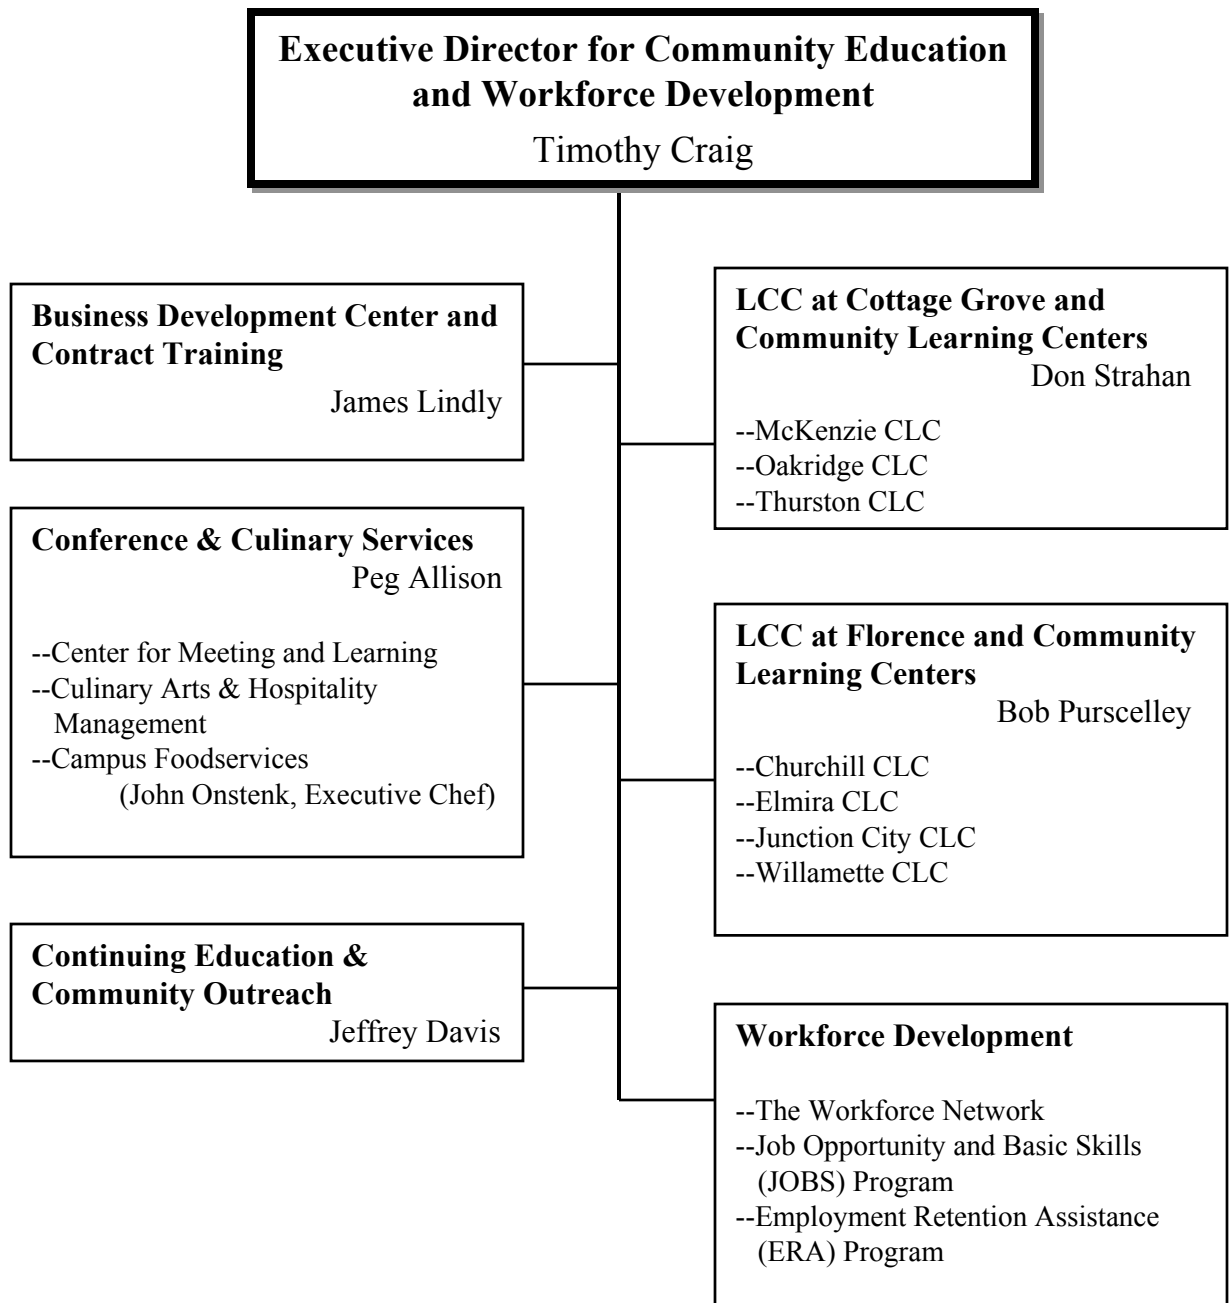 Executive Director for Community Education
and Workforce Development
Timothy Craig
Business Development Center and
Contract Training
James Lindly
Conference & Culinary Services
Peg Allison
--Center for Meeting and Learning
--Culinary Arts & Hospitality
Management
--Campus Foodservices
(John Onstenk, Executive Chef)
Continuing Education &
Community Outreach
Jeffrey Davis
LCC at Cottage Grove and
Community Learning Centers
Don Strahan
--McKenzie CLC
--Oakridge CLC
--Thurston CLC
LCC at Florence and Community
Learning Centers
Bob Purscelley
--Churchill CLC
--Elmira CLC
--Junction City CLC
--Willamette CLC
Workforce Development
--The Workforce Network
--Job Opportunity and Basic Skills
(JOBS) Program
--Employment Retention Assistance
(ERA) Program